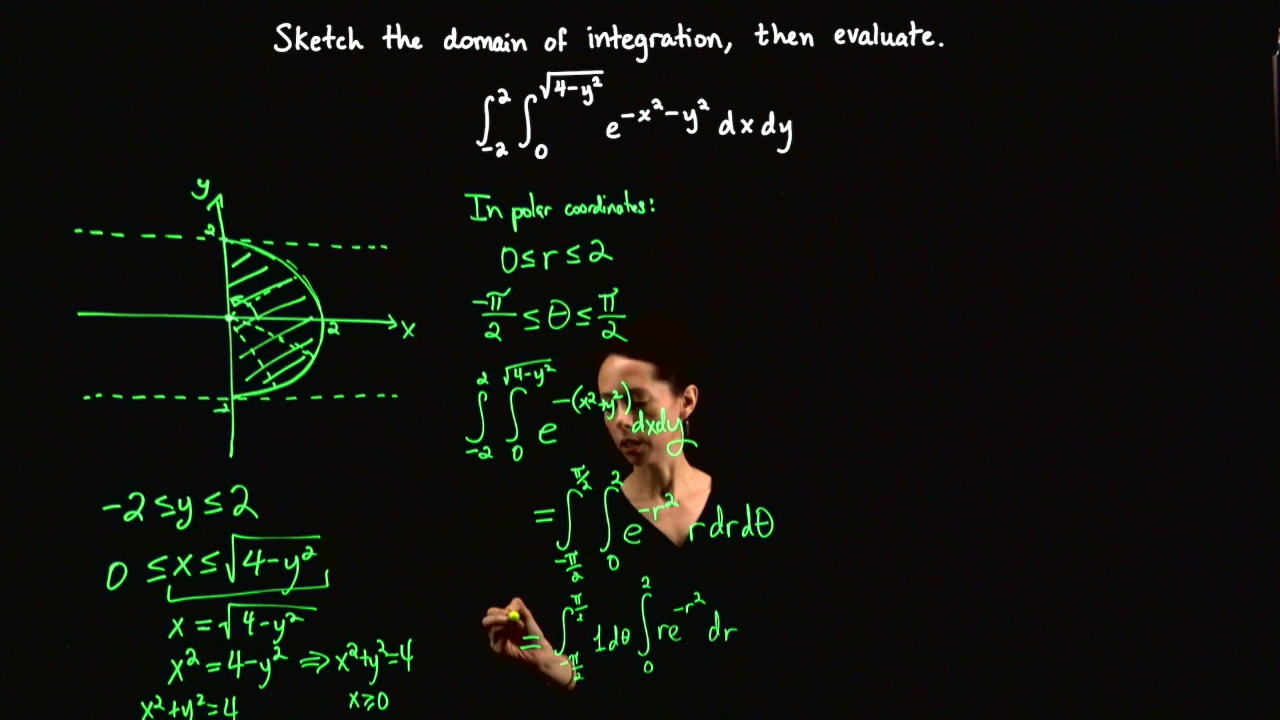 Sketch the domain of integration, then evaluate.
∫_{-2}^{2} ∫_{0}^{√(4-y²)} e^{-x²-y²} dx dy
y
2
2
x
-2
-2 ≤ y ≤ 2
0 ≤ x ≤ √(4-y²)
x = √(4-y²)
x² = 4-y² ⇒ x²+y²=4
x²+y²=4
x≥0
In polar coordinates:
0 ≤ r ≤ 2
-π/2 ≤ θ ≤ π/2
∫_{-2}^{2} ∫_{0}^{√(4-y²)} e^{-(x²+y²)} dxdy
= ∫_{-π/2}^{π/2} ∫_{0}^{2} e^{-r²} r dr dθ
= ∫_{-π/2}^{π/2} 1 dθ ∫_{0}^{2} re^{-r²} dr